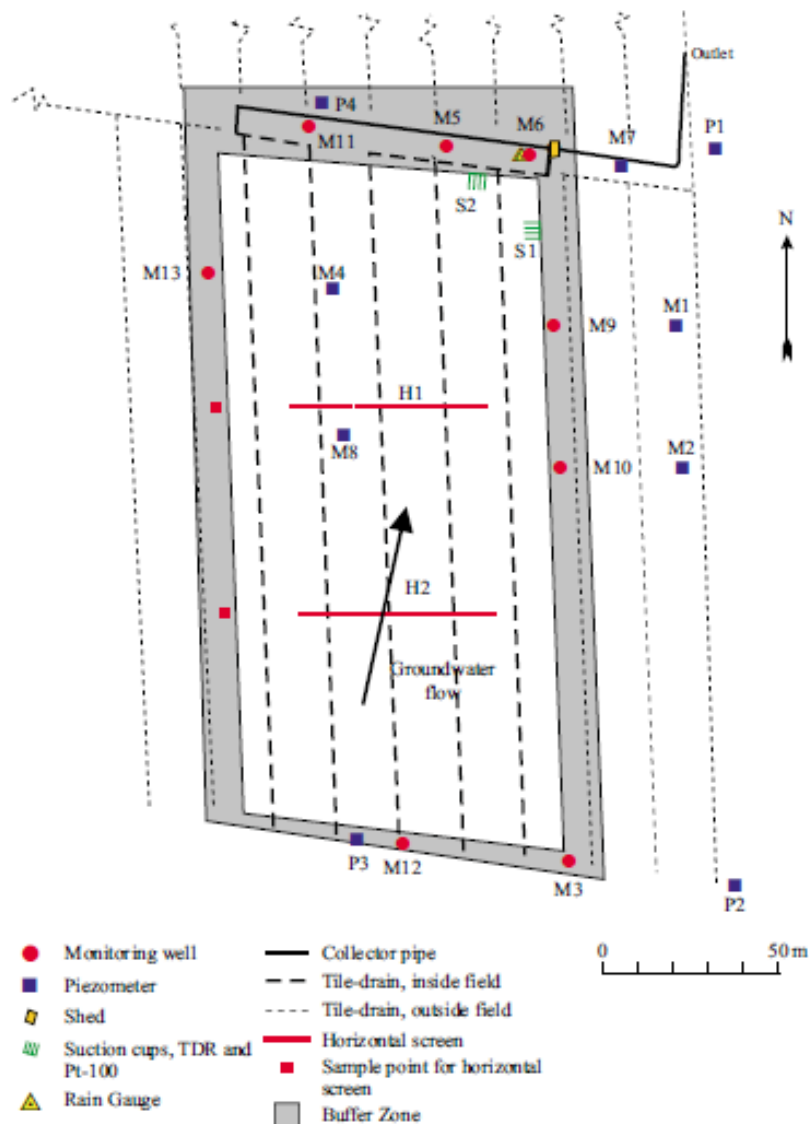 Outlet
P4
M5
M6
M7
P1
M11
S2
S1
N
M13
M4
M1
M9
H1
M8
M10
M2
H2
Groundwater
flow
P3
M12
M3
P2
Monitoring well
Piezometer
Shed
Suction cups, TDR and
Pt-100
Rain Gauge
Collector pipe
Tile-drain, inside field
Tile-drain, outside field
Horizontal screen
Sample point for horizontal
screen
Buffer Zone
0
50 m